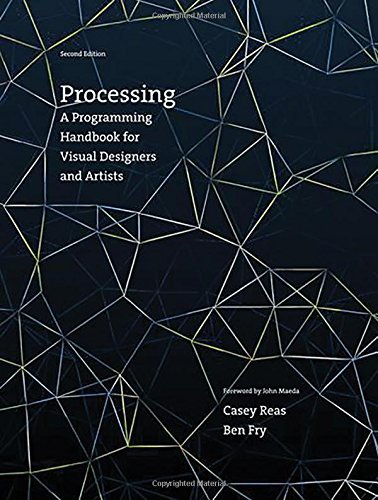 Copyrighted Material
Second Edition
Processing
A Programming
Handbook for
Visual Designers
and Artists
Foreword by John Maeda
Casey Reas
Ben Fry
Copyrighted Material